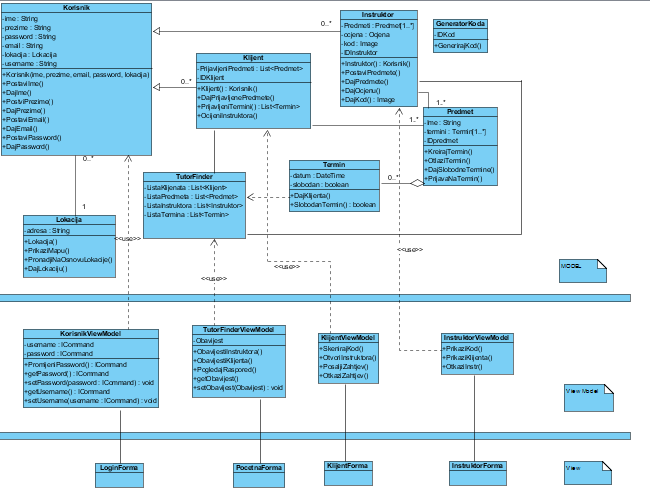 Korisnik
-ime : String
-prezime : String
-password : String
-email : String
-lokacija : Lokacija
-username : String
+Korisnik(ime, prezime, email, password, lokacija)
+PostaviIme()
+DajIme()
+PostviPrezime()
+DajPrezime()
+PostaviEmail()
+DajEmail()
+PostaviPassword()
+DajPassword()
0..*
0..*
Instruktor
-Predmeti : Predmet[1..*]
-ocjena : Ocjena
-kod : Image
-IDInstruktor
+Instruktor() : Korisnik()
+PostaviPredmete()
+DajPredmete()
+DajOcjenu()
+DajKod() : Image
GeneratorKoda
-IDKod
+GenerirajKod()
Klijent
-PrijavljeniPredmeti : List<Predmet>
-IDKlijent
+Klijent() : Korisnik()
+DajPrijavljenePredmete()
+PrijavljeniTermini() : List<Termin>
+OcijeniInstruktora()
1..*
1..*
Predmet
-Ime : String
-termini : Termin[1..*]
-IDpredmet
+KreirajTermin()
+OtkaziTermin()
+DajSlobodneTermine()
+PrijavaNaTermin()
0..*
Termin
-datum : DateTime
-slobodan : boolean
+DajKlijenta()
+SlobodanTermin() : boolean
TutorFinder
-ListaKlijenata : List<Klijent>
-ListaPredmeta : List<Predmet>
-ListaInstruktora : List<Instruktor>
-ListaTermina : List<Termin>
0..*
1
Lokacija
-adresa : String
+Lokacija()
+PrikaziMapu()
+PronadjiNaOsnovuLokacije()
+DajLokaciju()
<<use>>
<<use>>
<<use>>
<<use>>
MODEL
KorisnikViewModel
-username : ICommand
-password : ICommand
+PromijeniPassword() : ICommand
+getPassword() : ICommand
+setPassword(password : ICommand) : void
+getUsername() : ICommand
+setUsername(username : ICommand) : void
TutorFinderViewModel
-Obavijest
+ObavijestiInstruktora()
+ObavijestiKlijenta()
+PogledajRaspored()
+getObavijest()
+setObavijest(Obavijest) : void
KlijentViewModel
+SkenirajKod()
+OtvoriInstruktora()
+PosaljiZahtjev()
+OtkaziZahtjev()
InstruktorViewModel
+PrikaziKod()
+PrikaziKlijenta()
+OtkaziInstr()
View Model
LoginForma
PocetnaForma
KlijentForma
InstruktorForma
View